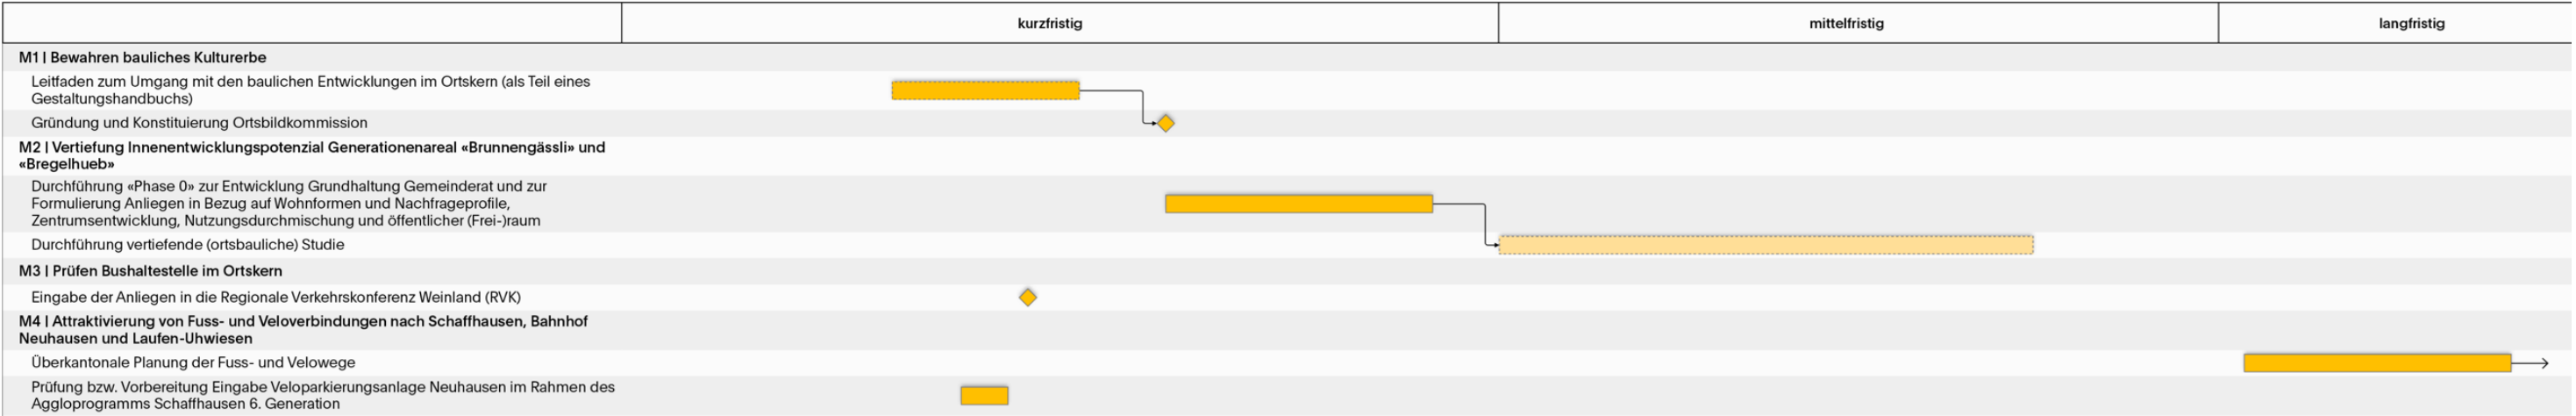 kurzfristig
mittelfristig
langfristig
M1 | Bewahren bauliches Kulturerbe
Leitfaden zum Umgang mit den baulichen Entwicklungen im Ortskern (als Teil eines
Gestaltungshandbuchs)
Gründung und Konstituierung Ortsbildkommission
M2 | Vertiefung Innenentwicklungspotenzial Generationenareal «Brunnengässli» und
«Bregelhueb»
Durchführung «Phase 0» zur Entwicklung Grundhaltung Gemeinderat und zur
Formulierung Anliegen in Bezug auf Wohnformen und Nachfrageprofile,
Zentrumsentwicklung, Nutzungsdurchmischung und öffentlicher (Frei-)raum
Durchführung vertiefende (ortsbauliche) Studie
M3 | Prüfen Bushaltestelle im Ortskern
Eingabe der Anliegen in die Regionale Verkehrskonferenz Weinland (RVK)
M4 | Attraktivierung von Fuss- und Veloverbindungen nach Schaffhausen, Bahnhof
Neuhausen und Laufen-Uhwiesen
Überkantonale Planung der Fuss- und Velowege
Prüfung bzw. Vorbereitung Eingabe Veloparkierungsanlage Neuhausen im Rahmen des
Aggloprogramms Schaffhausen 6. Generation